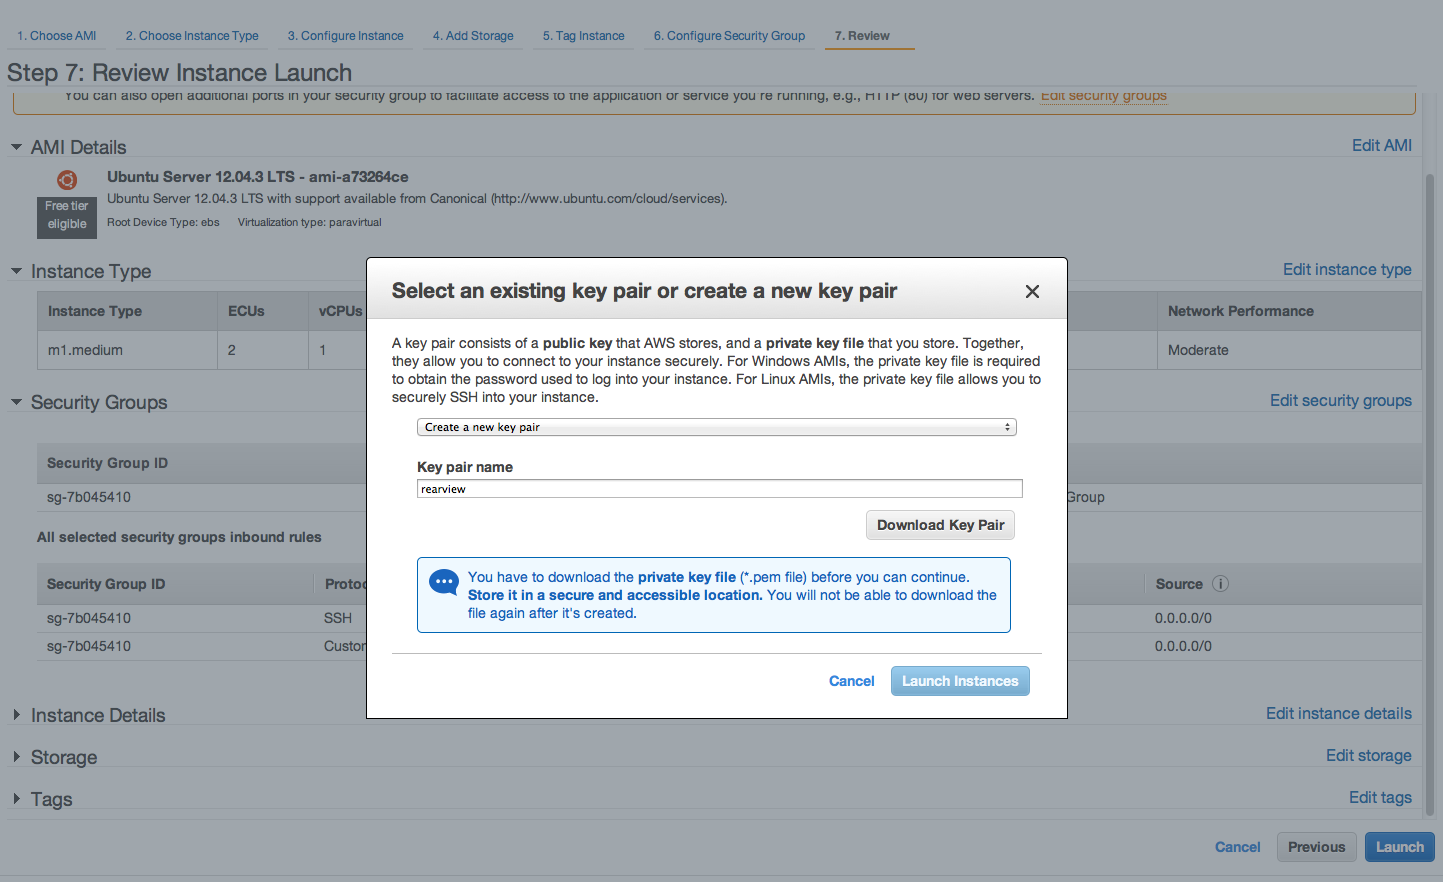 1. Choose AMI 2. Choose Instance Type 3. Configure Instance 4. Add Storage 5. Tag Instance 6. Configure Security Group 7. Review
Step 7: Review Instance Launch
You can also open additional ports in your security group to facilitate access to the application or service you're running, e.g., HTTP (80) for web servers. Edit security groups
AMI Details Edit AMI
Ubuntu Server 12.04.3 LTS - ami-a73264ce
Free tier eligible
Ubuntu Server 12.04.3 LTS with support available from Canonical (http://www.ubuntu.com/cloud/services).
Root Device Type: ebs Virtualization type: paravirtual
Instance Type Edit instance type
Instance Type ECUs vCPUs Network Performance
m1.medium 2 1 Moderate
Security Groups Edit security groups
Security Group ID
sg-7b045410 Group
All selected security groups inbound rules
Security Group ID Protoc Source i
sg-7b045410 SSH 0.0.0.0/0
sg-7b045410 Custor 0.0.0.0/0
Instance Details Edit instance details
Storage Edit storage
Tags Edit tags
Cancel Previous Launch
Select an existing key pair or create a new key pair
A key pair consists of a public key that AWS stores, and a private key file that you store. Together,
they allow you to connect to your instance securely. For Windows AMIs, the private key file is required
to obtain the password used to log into your instance. For Linux AMIs, the private key file allows you to
securely SSH into your instance.
Create a new key pair
Key pair name
rearview
Download Key Pair
You have to download the private key file (*.pem file) before you can continue.
Store it in a secure and accessible location. You will not be able to download the
file again after it's created.
Cancel Launch Instances